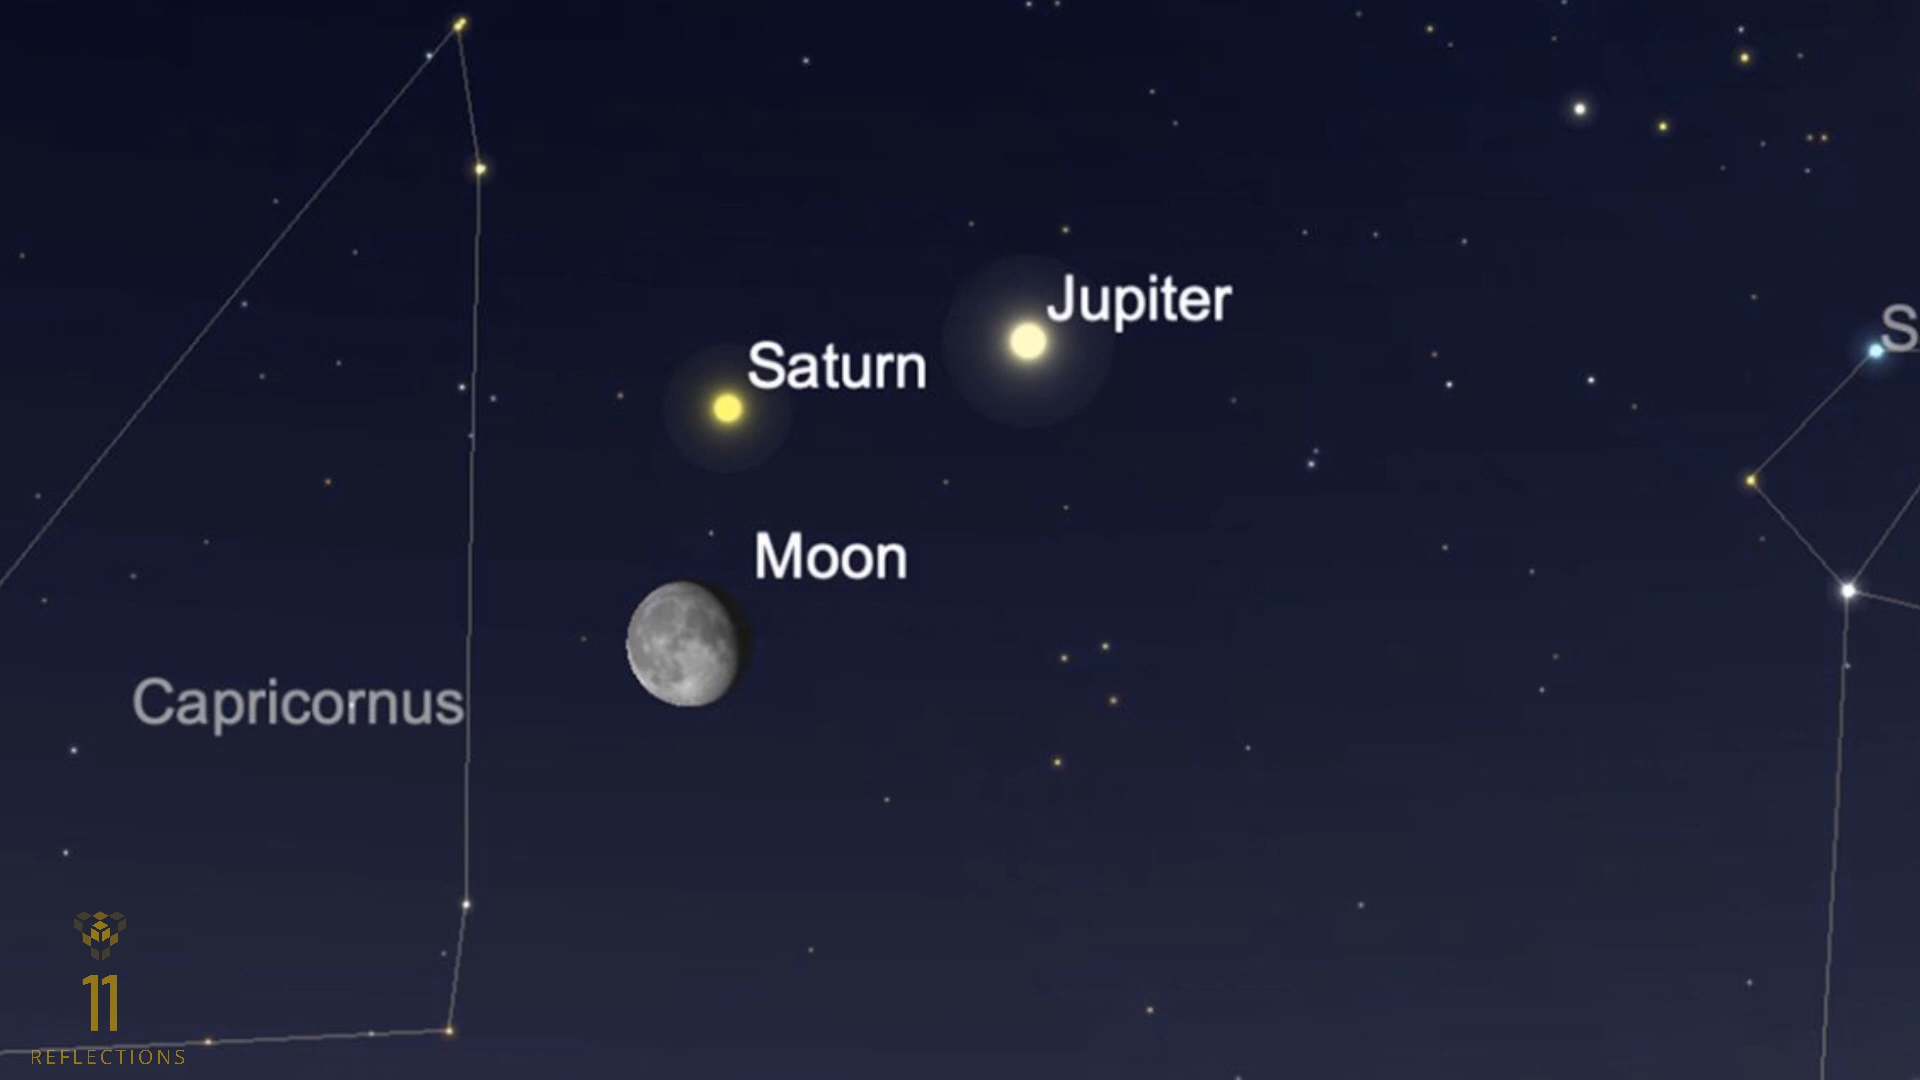 Jupiter
S
Saturn
Moon
Capricornus
11
REFLECTIONS